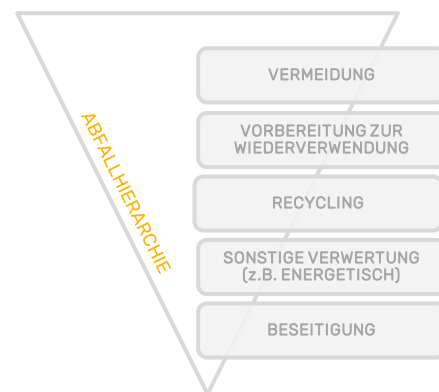 ABFALLHIERARCHIE
VERMEIDUNG
VORBEREITUNG ZUR
WIEDERVERWENDUNG
RECYCLING
SONSTIGE VERWERTUNG
(z.B. ENERGETISCH)
BESEITIGUNG